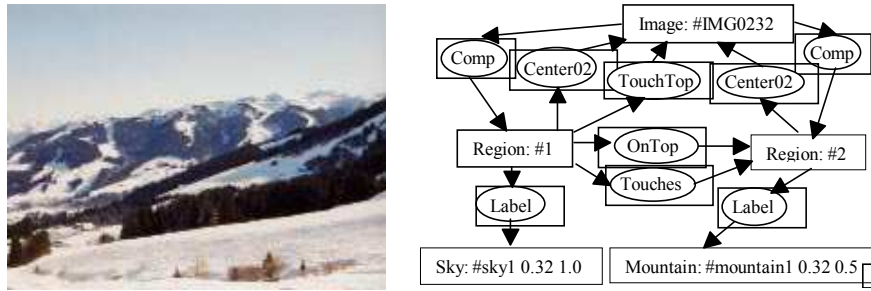 Image: #IMG0232
Comp
Comp
Center02
TouchTop
Center02
Region: #1
OnTop
Region: #2
Touches
Label
Label
Sky: #sky1 0.32 1.0
Mountain: #mountain1 0.32 0.5